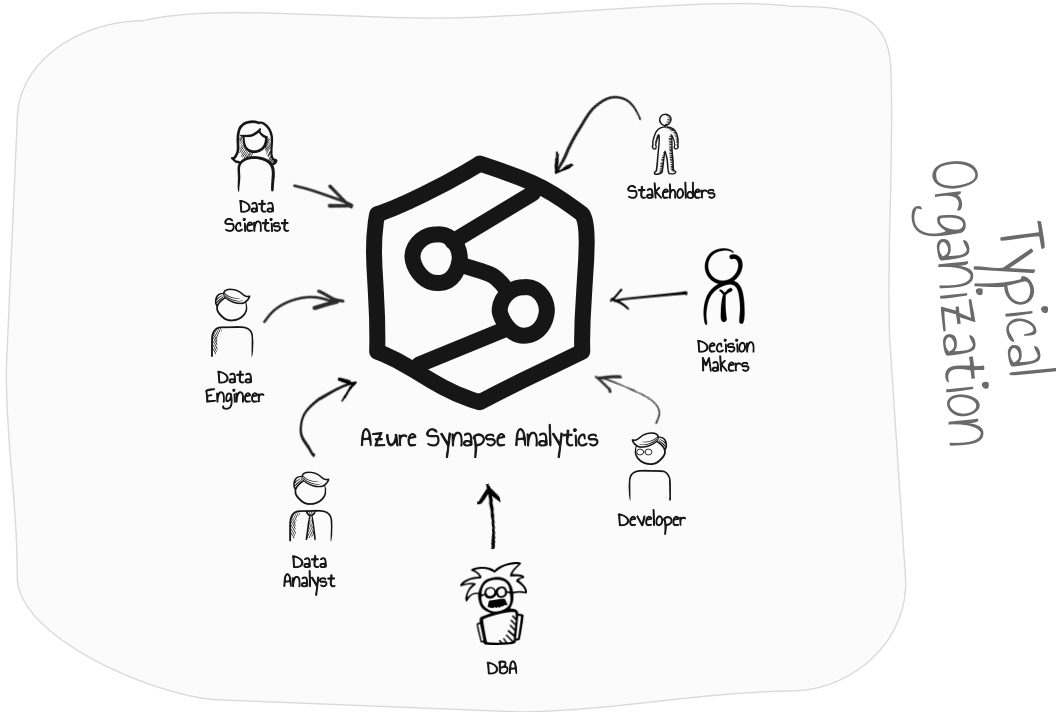 Data
Scientist
Stakeholders
Data
Engineer
Decision
Makers
Azure Synapse Analytics
Data
Analyst
Developer
DBA
Typical
Organization